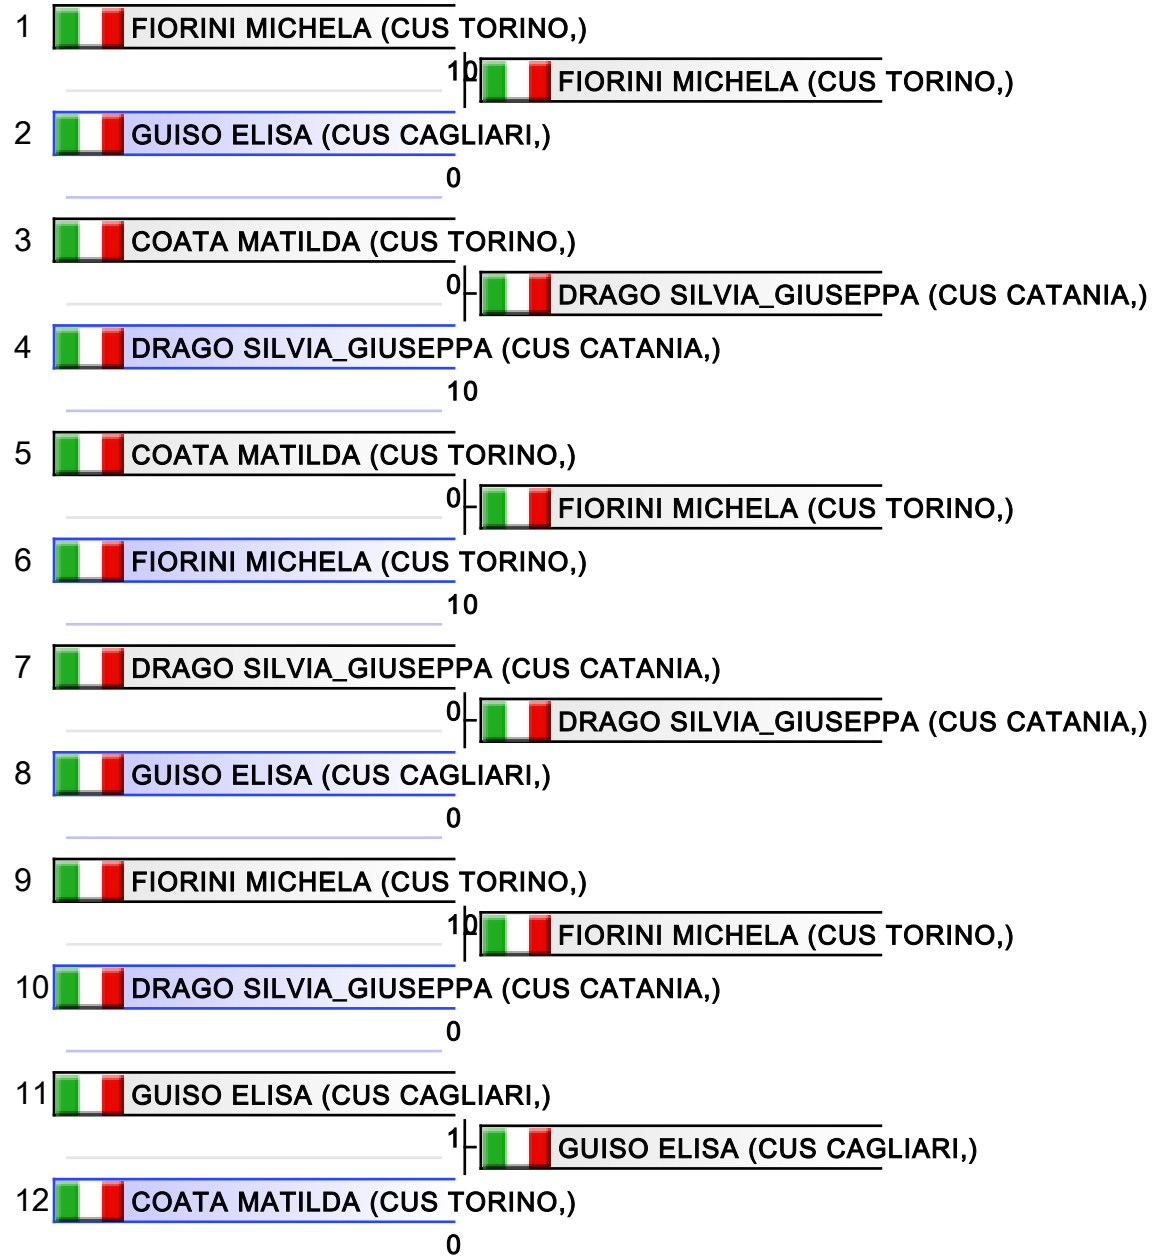 1 FIORINI MICHELA (CUS TORINO,)
10 FIORINI MICHELA (CUS TORINO,)
2 GUISO ELISA (CUS CAGLIARI,)
0
3 COATA MATILDA (CUS TORINO,)
0 DRAGO SILVIA_GIUSEPPA (CUS CATANIA,)
4 DRAGO SILVIA_GIUSEPPA (CUS CATANIA,)
10
5 COATA MATILDA (CUS TORINO,)
0 FIORINI MICHELA (CUS TORINO,)
6 FIORINI MICHELA (CUS TORINO,)
10
7 DRAGO SILVIA_GIUSEPPA (CUS CATANIA,)
0 DRAGO SILVIA_GIUSEPPA (CUS CATANIA,)
8 GUISO ELISA (CUS CAGLIARI,)
0
9 FIORINI MICHELA (CUS TORINO,)
10 FIORINI MICHELA (CUS TORINO,)
10 DRAGO SILVIA_GIUSEPPA (CUS CATANIA,)
0
11 GUISO ELISA (CUS CAGLIARI,)
1 GUISO ELISA (CUS CAGLIARI,)
12 COATA MATILDA (CUS TORINO,)
0